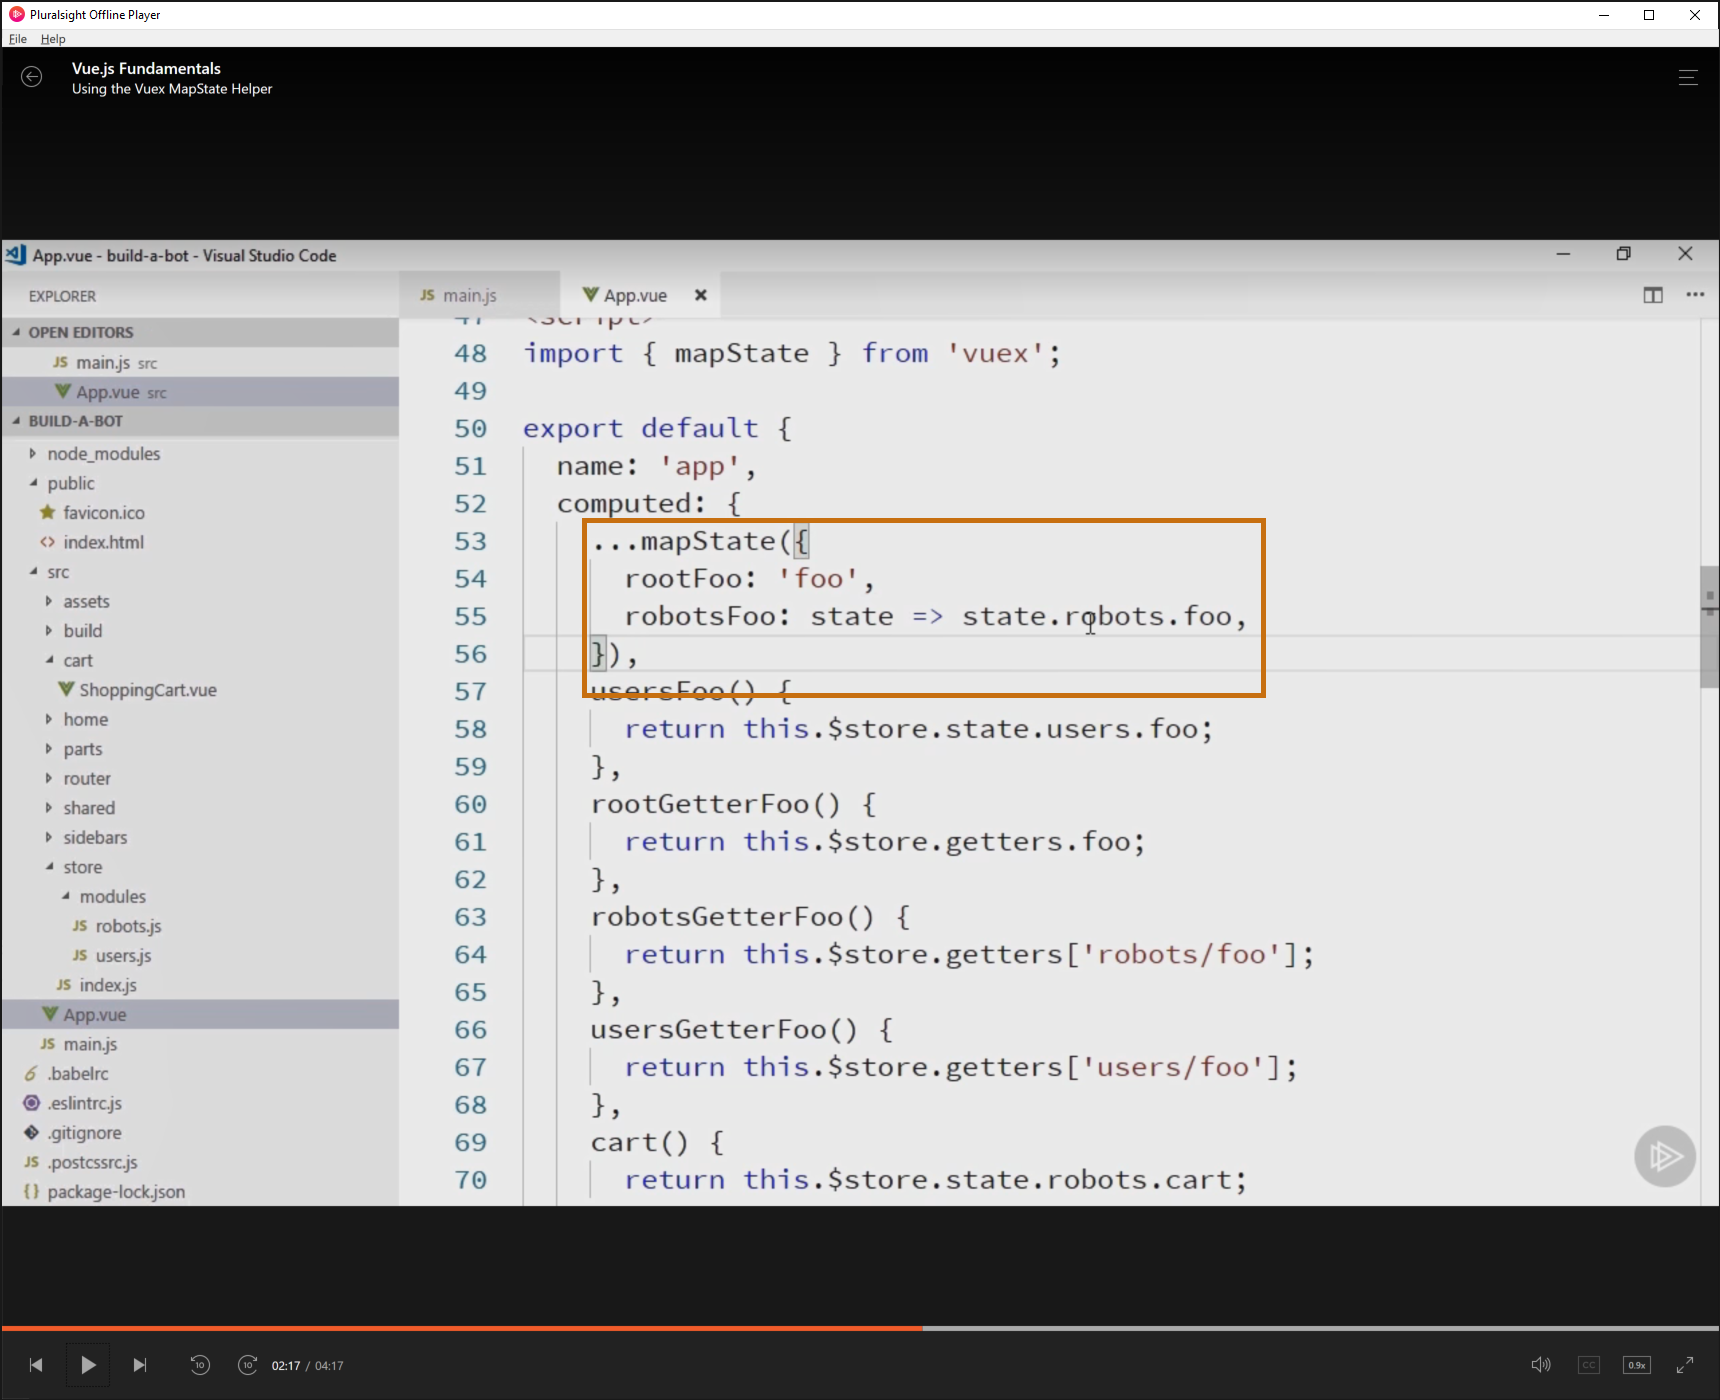 Pluralsight Offline Player
File Help
Vue.js Fundamentals
Using the Vuex MapState Helper
App.vue - build-a-bot - Visual Studio Code
EXPLORER
JS main.js
App.vue
OPEN EDITORS
JS main.js src
App.vue src
BUILD-A-BOT
node_modules
public
favicon.ico
<> index.html
src
assets
build
cart
ShoppingCart.vue
home
parts
router
shared
sidebars
store
modules
JS robots.js
JS users.js
JS index.js
App.vue
JS main.js
.babelrc
.eslintrc.js
.gitignore
JS .postcssrc.js
{} package-lock.json
47 <script>
48 import { mapState } from 'vuex';
49
50 export default {
51 name: 'app',
52 computed: {
53 ...mapState({
54 rootFoo: 'foo',
55 robotsFoo: state => state.robots.foo,
56 }),
57 usersFoo() {
58 return this.$store.state.users.foo;
59 },
60 rootGetterFoo() {
61 return this.$store.getters.foo;
62 },
63 robotsGetterFoo() {
64 return this.$store.getters['robots/foo'];
65 },
66 usersGetterFoo() {
67 return this.$store.getters['users/foo'];
68 },
69 cart() {
70 return this.$store.state.robots.cart;
10 10 02:17 / 04:17 CC 0.9x